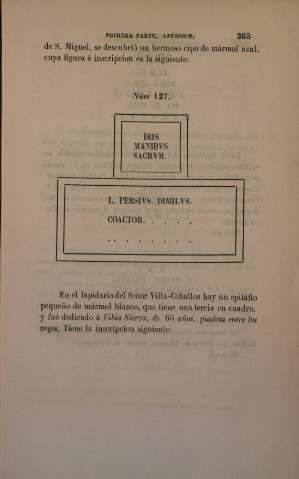 PRIMERA PARTE, APÉNDICE. 365
de S. Miguel, se descubrió un hermoso cipo de mármol azul,
cuya figura é inscripcion es la siguiente:
Núm 127.
DIIS
MANIBVS
SACRVM.
L. PERSIVS. DIMILVS.
COACTOR. . . . .
. . . . . . . .
En el lapidario del Señor Villa-Ceballos hay un epitáfio
pequeño de mármol blanco, que tiene una tercia en cuadro,
y fué dedicado á Vibia Sieroz, de 65 años, piadosa entre los
suyos. Tiene la inscripcion siguiente: